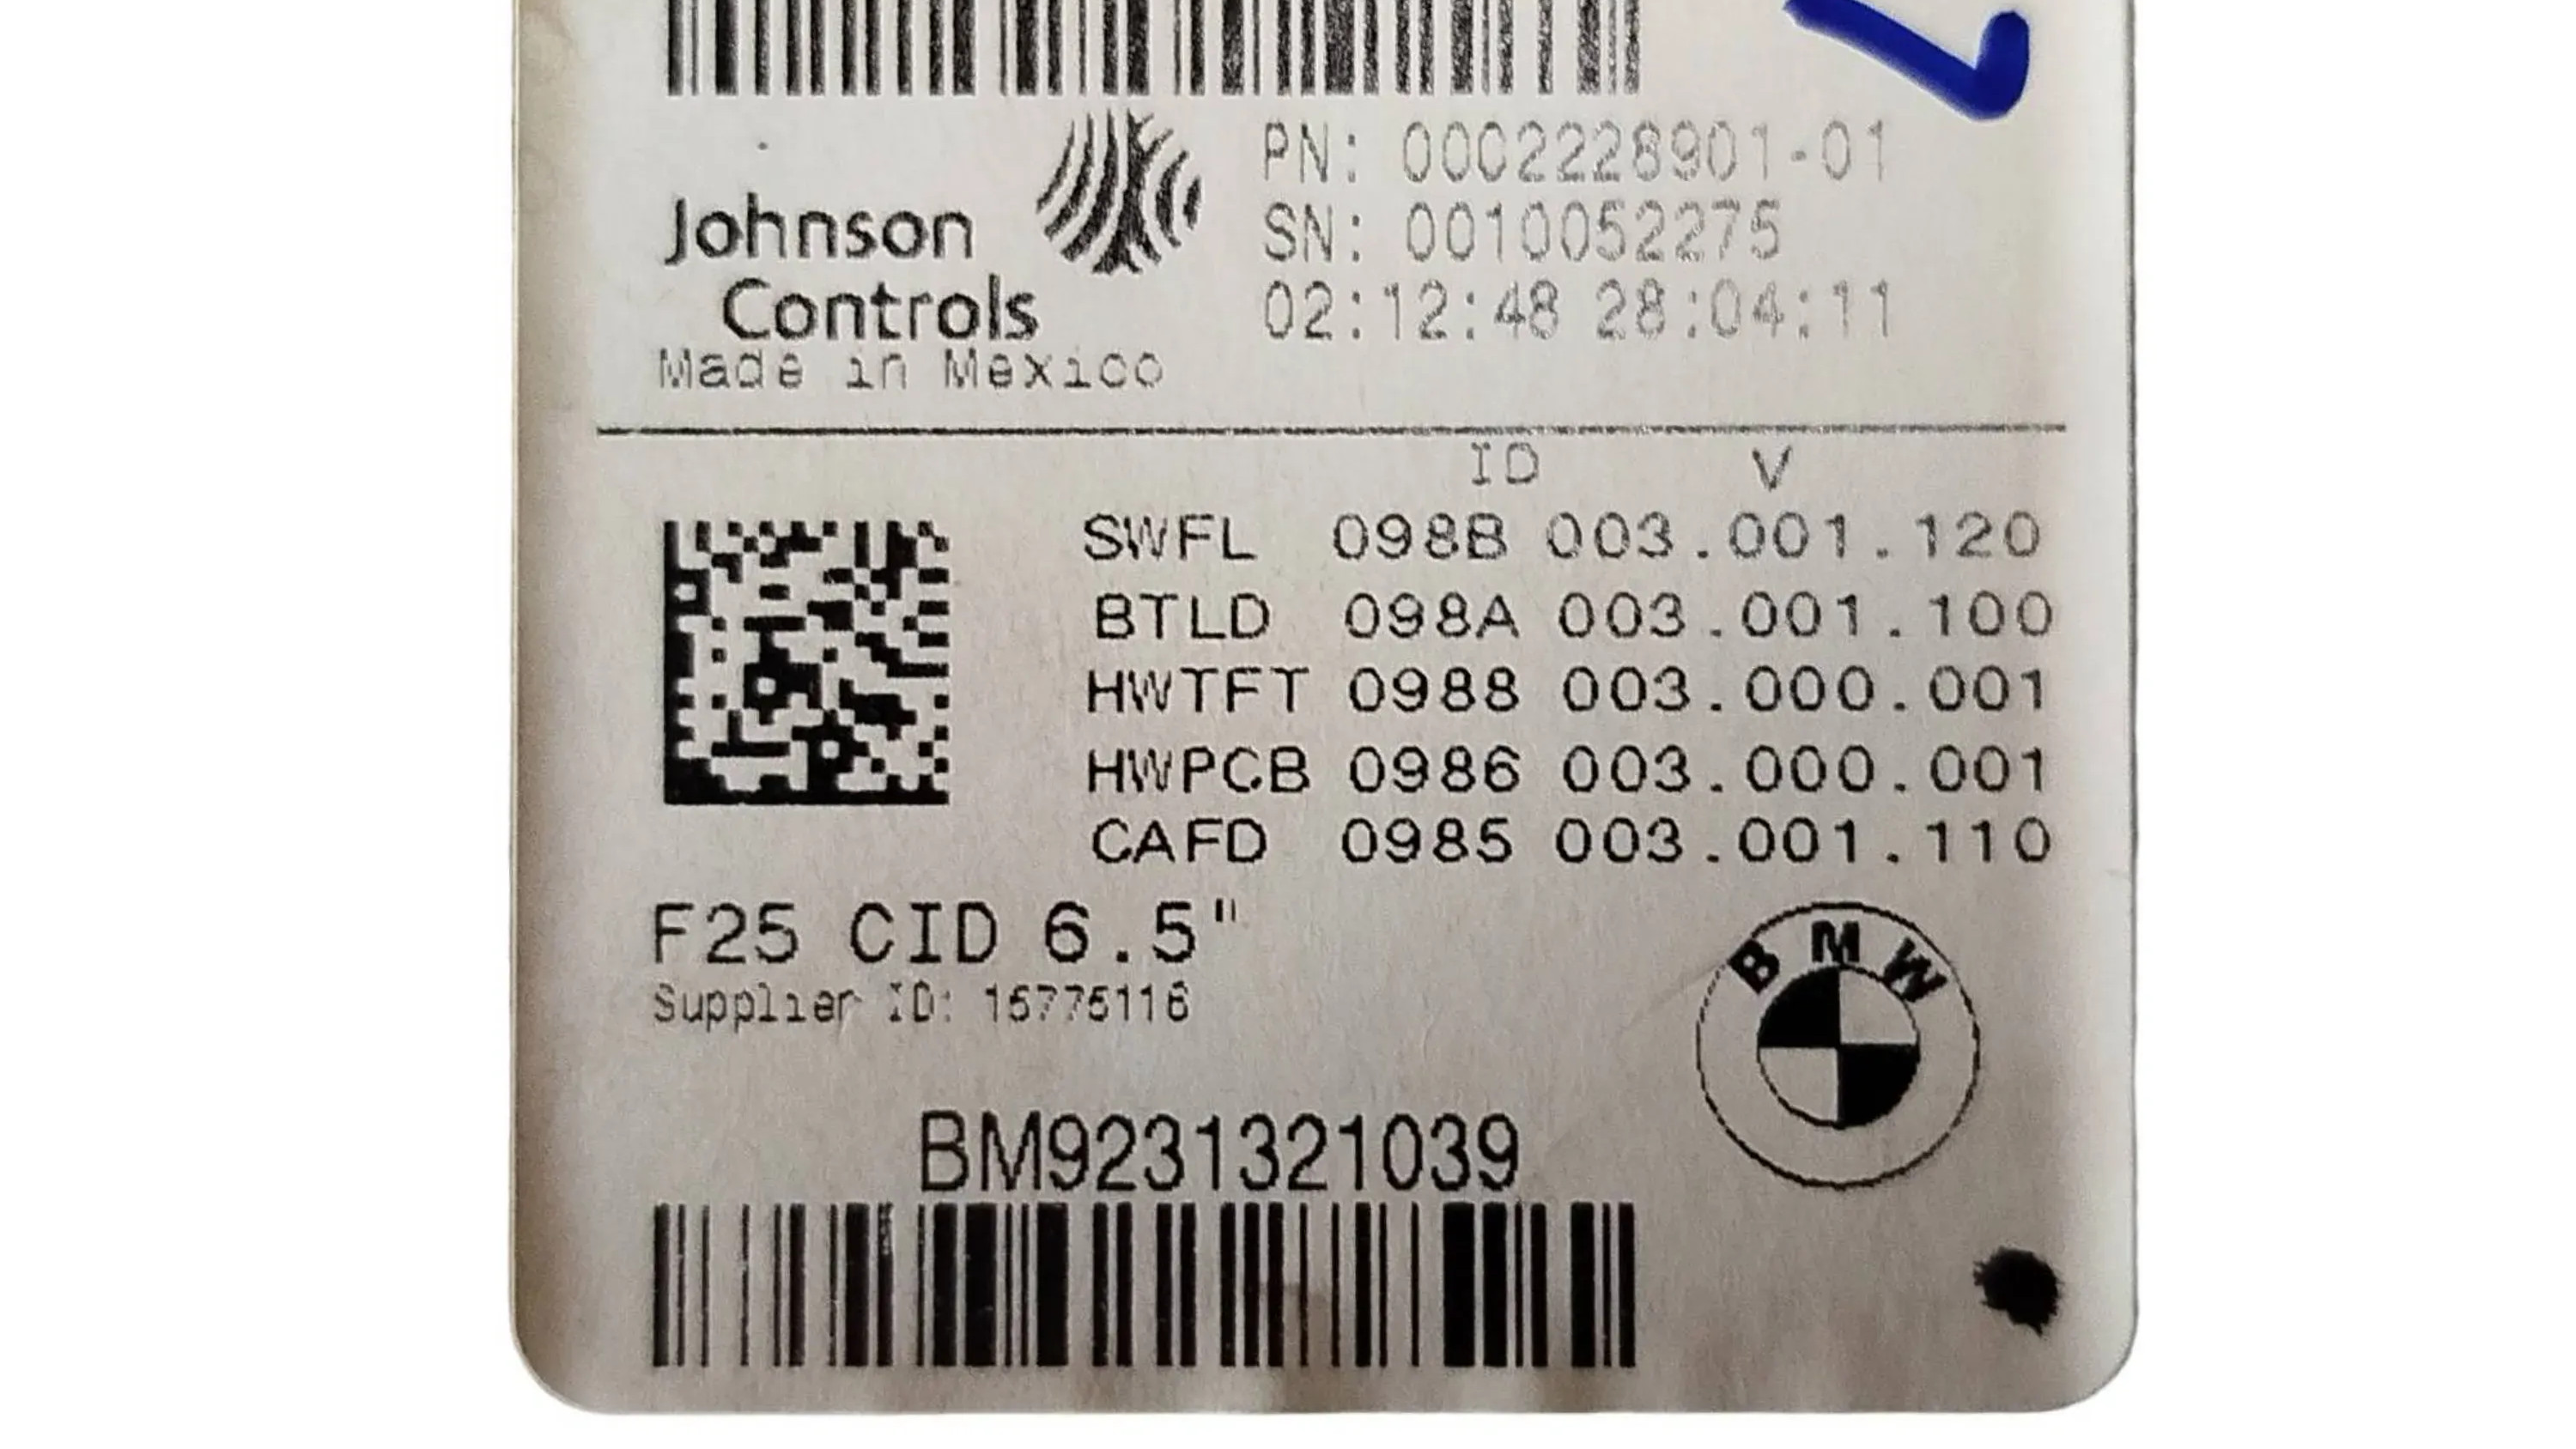 PN: 0002228901-01
Johnson
Controls
SN: 0010052275
02:12:48 28:04:11
Made in Mexico
ID V
SWFL 098B 003.001.120
BTLD 098A 003.001.100
HWTFT 0988 003.000.001
HWPCB 0986 003.000.001
CAFD 0985 003.001.110
F25 CID 6.5"
Supplier ID: 15775116
BMW
BM9231321039